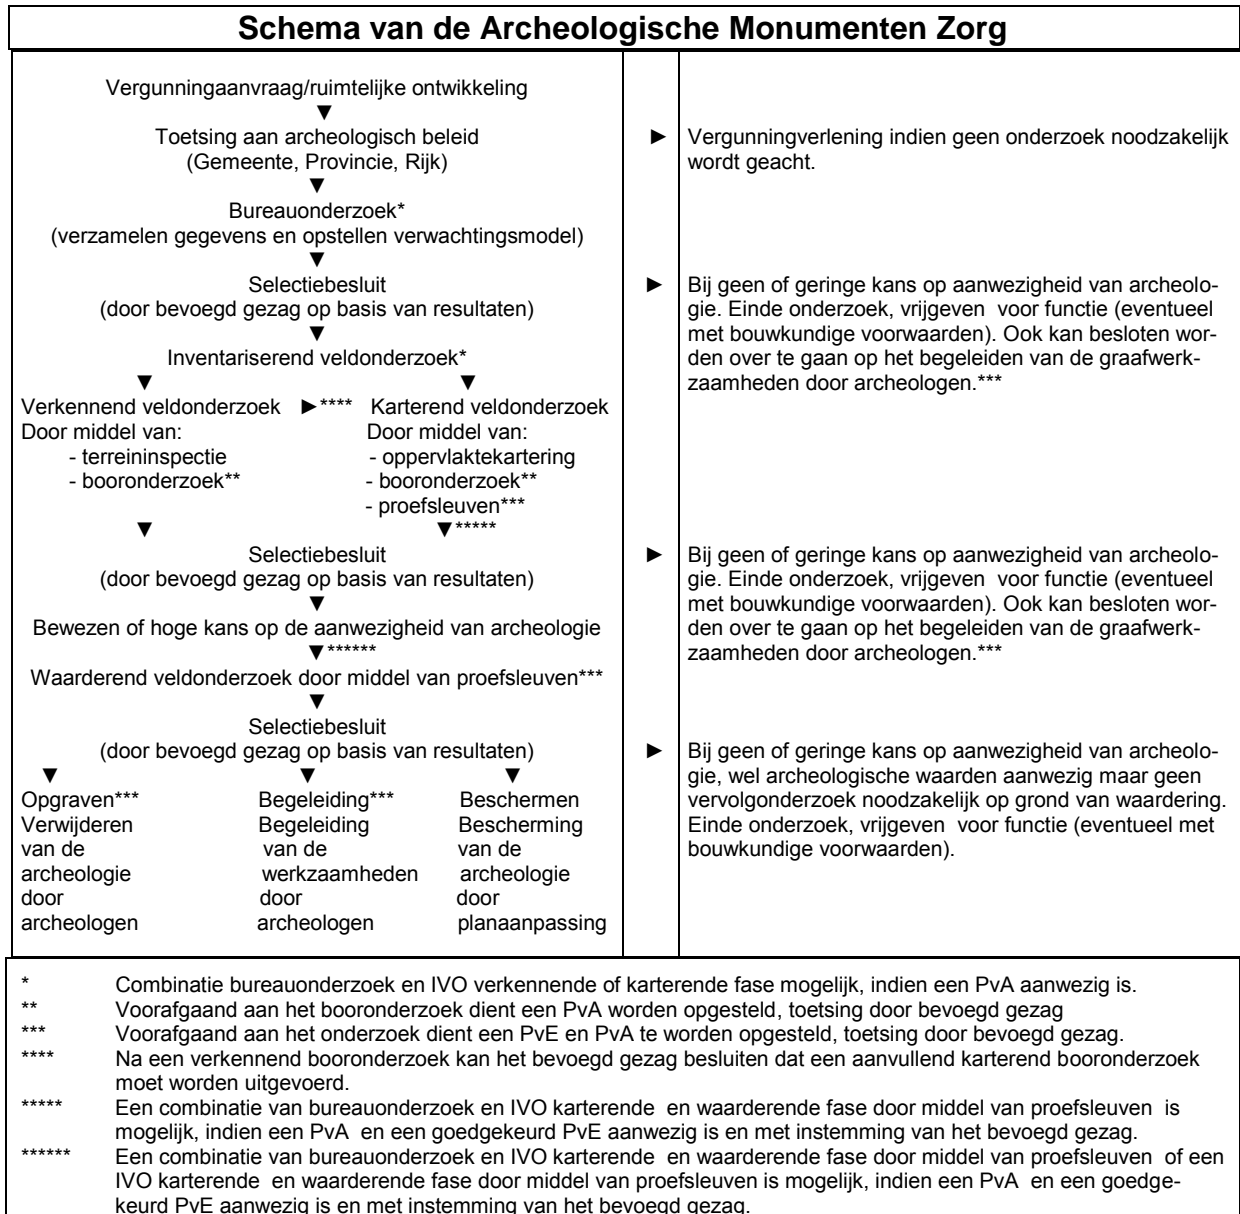 Schema van de Archeologische Monumenten Zorg
Vergunningaanvraag/ruimtelijke ontwikkeling
▼
Toetsing aan archeologisch beleid
(Gemeente, Provincie, Rijk)
► Vergunningverlening indien geen onderzoek noodzakelijk
wordt geacht.
▼
Bureauonderzoek*
(verzamelen gegevens en opstellen verwachtingsmodel)
▼
Selectiebesluit
(door bevoegd gezag op basis van resultaten)
► Bij geen of geringe kans op aanwezigheid van archeolo-
gie. Einde onderzoek, vrijgeven voor functie (eventueel
met bouwkundige voorwaarden). Ook kan besloten wor-
den over te gaan op het begeleiden van de graafwerk-
zaamheden door archeologen.***
▼
Inventariserend veldonderzoek*
▼ ▼
Verkennend veldonderzoek ►**** Karterend veldonderzoek
Door middel van: Door middel van:
- terreininspectie - oppervlaktekartering
- booronderzoek** - booronderzoek**
- proefsleuven***
▼ ▼*****
Selectiebesluit
(door bevoegd gezag op basis van resultaten)
► Bij geen of geringe kans op aanwezigheid van archeolo-
gie. Einde onderzoek, vrijgeven voor functie (eventueel
met bouwkundige voorwaarden). Ook kan besloten wor-
den over te gaan op het begeleiden van de graafwerk-
zaamheden door archeologen.***
▼
Bewezen of hoge kans op de aanwezigheid van archeologie
▼******
Waarderend veldonderzoek door middel van proefsleuven***
▼
Selectiebesluit
(door bevoegd gezag op basis van resultaten)
► Bij geen of geringe kans op aanwezigheid van archeolo-
gie, wel archeologische waarden aanwezig maar geen
vervolgonderzoek noodzakelijk op grond van waardering.
Einde onderzoek, vrijgeven voor functie (eventueel met
bouwkundige voorwaarden).
▼ ▼ ▼
Opgraven*** Begeleiding*** Beschermen
Verwijderen Begeleiding Bescherming
van de van de van de
archeologie werkzaamheden archeologie
door door door
archeologen archeologen planaanpassing
* Combinatie bureauonderzoek en IVO verkennende of karterende fase mogelijk, indien een PvA aanwezig is.
** Voorafgaand aan het booronderzoek dient een PvA worden opgesteld, toetsing door bevoegd gezag
*** Voorafgaand aan het onderzoek dient een PvE en PvA te worden opgesteld, toetsing door bevoegd gezag.
**** Na een verkennend booronderzoek kan het bevoegd gezag besluiten dat een aanvullend karterend booronderzoek
moet worden uitgevoerd.
***** Een combinatie van bureauonderzoek en IVO karterende en waarderende fase door middel van proefsleuven is
mogelijk, indien een PvA en een goedgekeurd PvE aanwezig is en met instemming van het bevoegd gezag.
****** Een combinatie van bureauonderzoek en IVO karterende en waarderende fase door middel van proefsleuven of een
IVO karterende en waarderende fase door middel van proefsleuven is mogelijk, indien een PvA en een goedge-
keurd PvE aanwezig is en met instemming van het bevoegd gezag.